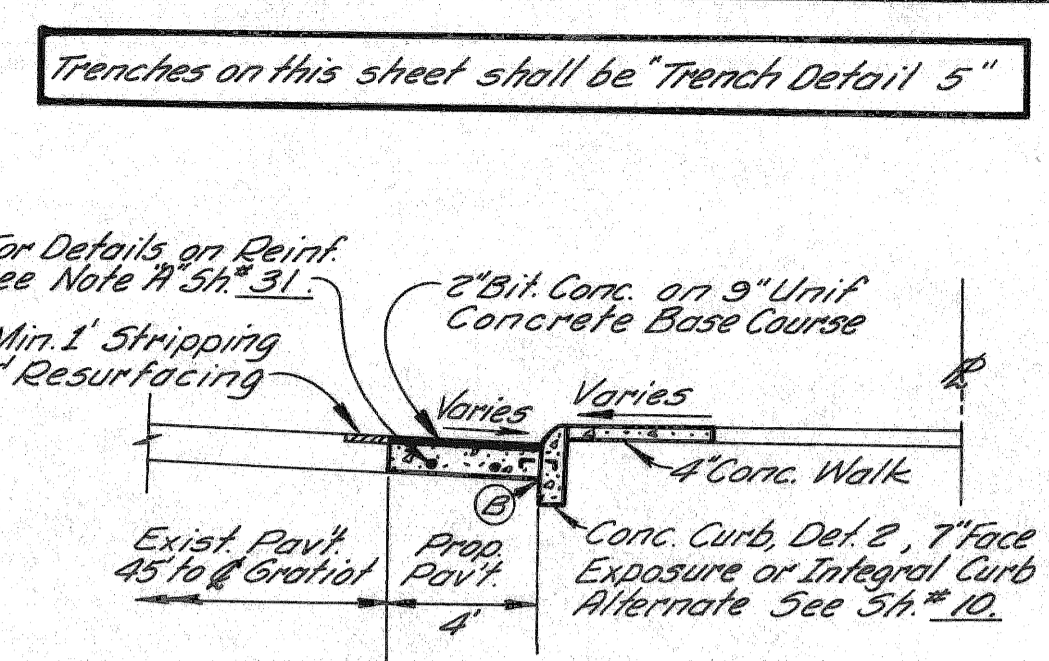 Trenches on this sheet shall be "Trench Detail 5"
For Details on Reinf.
See Note "A" Sh.# 31.
2" Bit. Conc. on 9" Unif
Concrete Base Course
Min. 1' Stripping
Resurfacing
Varies
Varies
4" Conc. Walk
B
Exist. Pav't.
45' to ℄ Gratiot
Prop.
Pav't.
4'
Conc. Curb, Det. 2, 7" Face
Exposure or Integral Curb
Alternate See Sh.# 10.